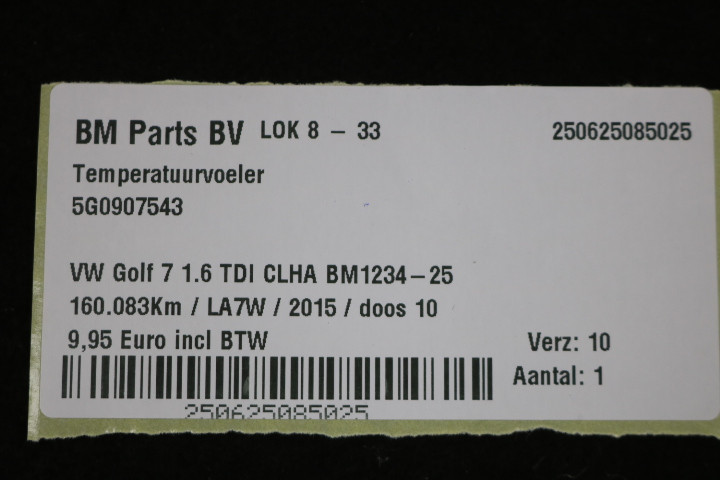 BM Parts BV LOK 8 - 33 250625085025
Temperatuurvoeler
5G0907543
VW Golf 7 1.6 TDI CLHA BM1234-25
160.083Km / LA7W / 2015 / doos 10
9,95 Euro incl BTW Verz: 10
Aantal: 1
250625085025